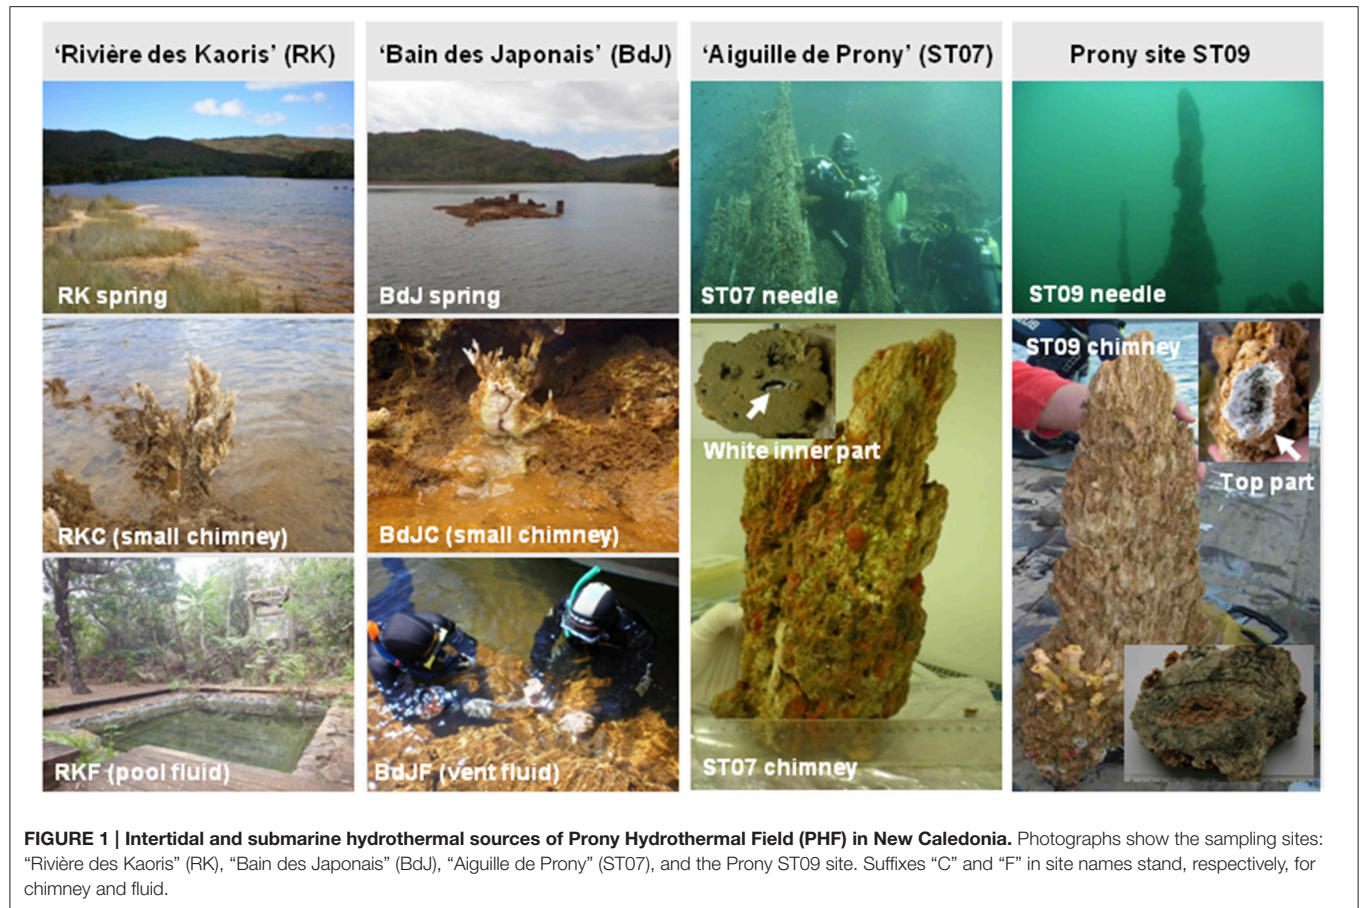 ‘Rivière des Kaoris’ (RK)
‘Bain des Japonais’ (BdJ)
‘Aiguille de Prony’ (ST07)
Prony site ST09
RK spring
BdJ spring
ST07 needle
ST09 needle
RKC (small chimney)
BdJC (small chimney)
White inner part
ST09 chimney
Top part
RKF (pool fluid)
BdJF (vent fluid)
ST07 chimney
FIGURE 1 | Intertidal and submarine hydrothermal sources of Prony Hydrothermal Field (PHF) in New Caledonia. Photographs show the sampling sites:
“Rivière des Kaoris” (RK), “Bain des Japonais” (BdJ), “Aiguille de Prony” (ST07), and the Prony ST09 site. Suffixes “C” and “F” in site names stand, respectively, for
chimney and fluid.